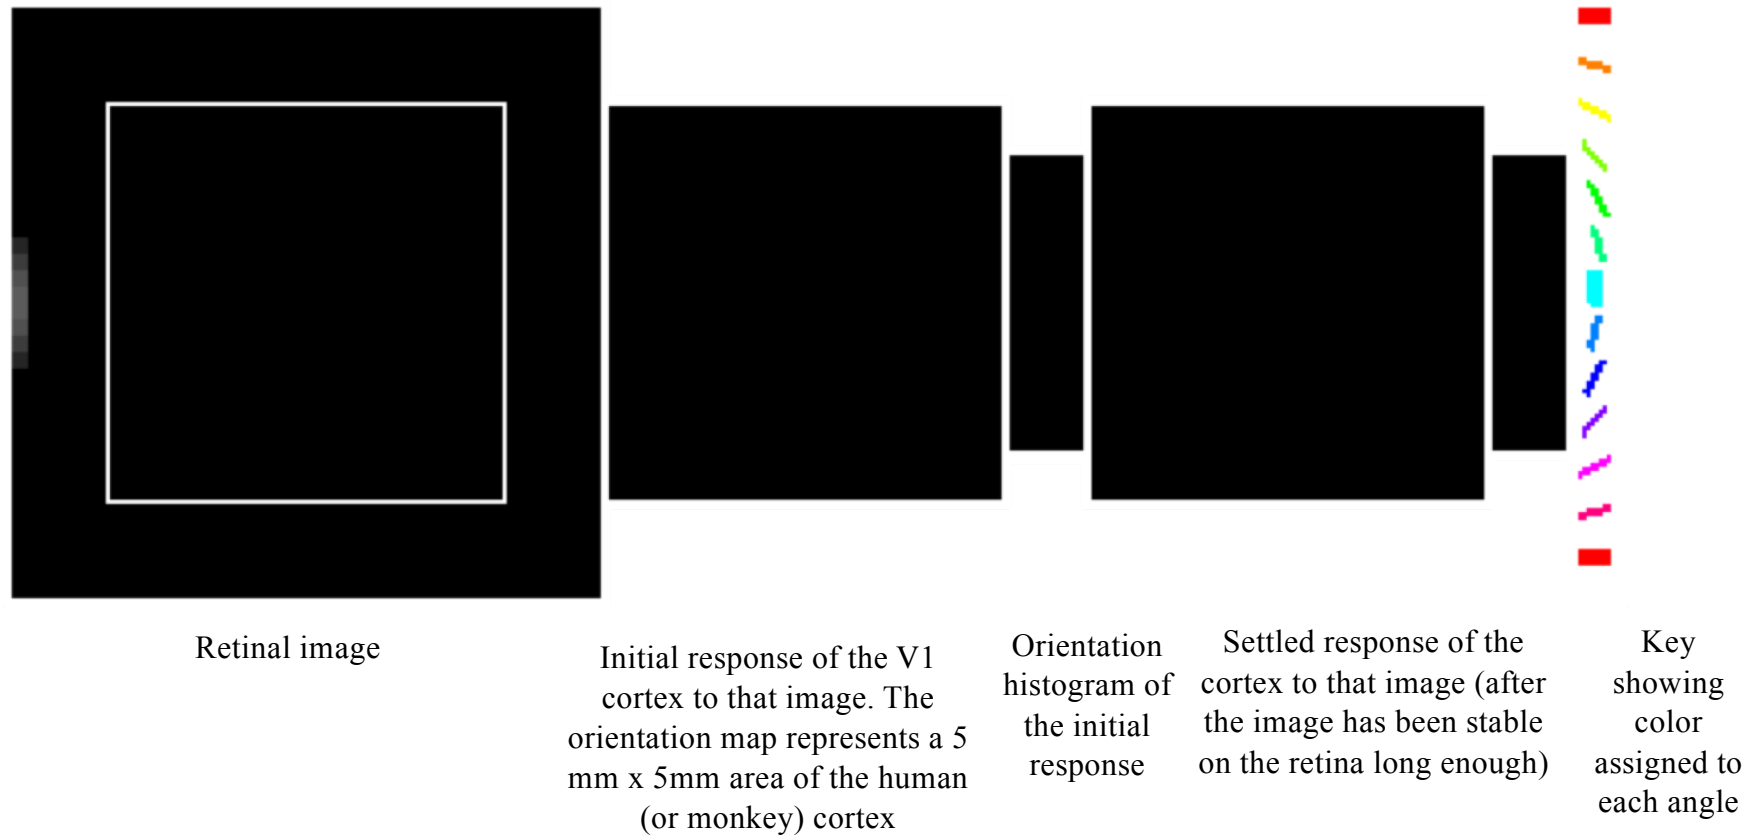 Retinal image
Initial response of the V1
cortex to that image. The
orientation map represents a 5
mm x 5mm area of the human
(or monkey) cortex
Orientation
histogram of
the initial
response
Settled response of the
cortex to that image (after
the image has been stable
on the retina long enough)
Key
showing
color
assigned to
each angle